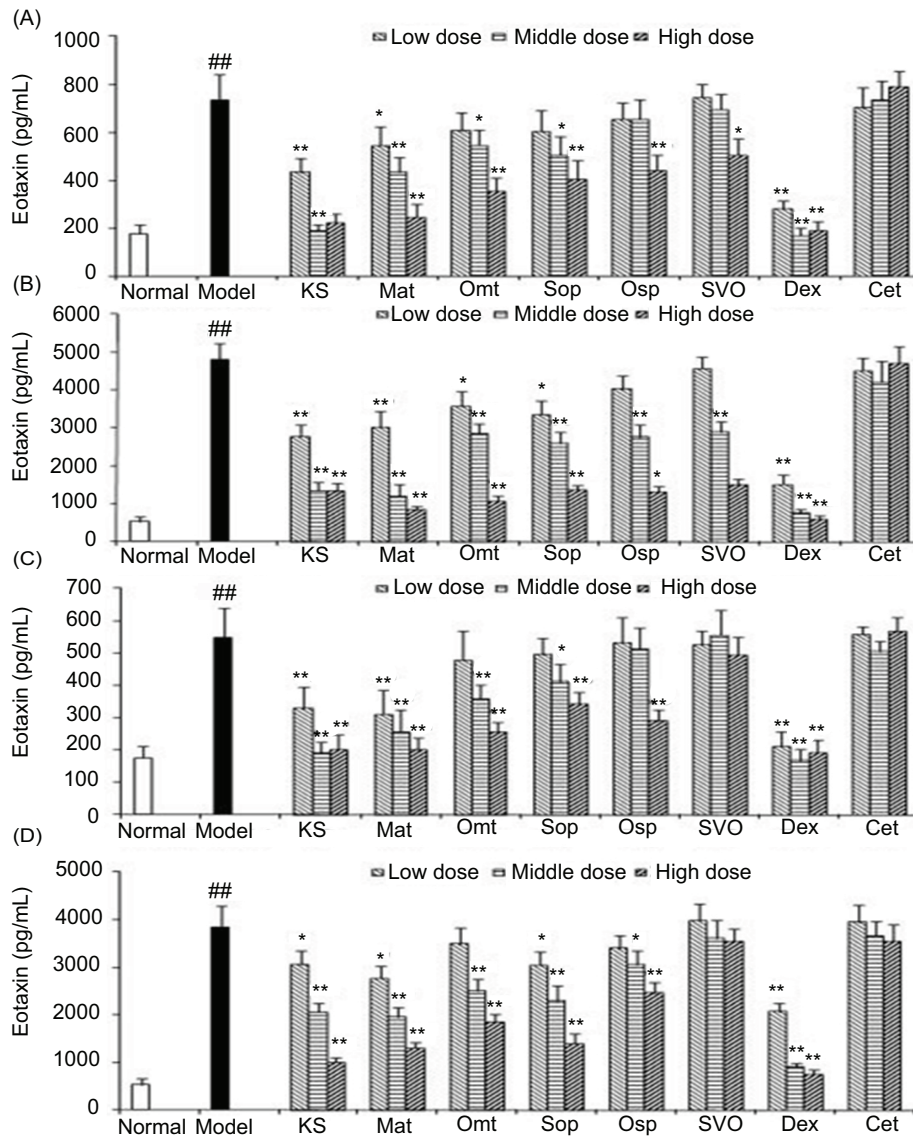 (A)
1000
800
600
400
200
0
Eotaxin (pg/mL)
Low dose Middle dose High dose
##
** ** * ** ** * ** * ** ** * ** ** **
Normal Model KS Mat Omt Sop Osp SVO Dex Cet
(B)
6000
5000
4000
3000
2000
1000
0
Eotaxin (pg/mL)
Low dose Middle dose High dose
##
** ** ** ** ** ** * ** ** * ** ** ** * ** ** ** **
Normal Model KS Mat Omt Sop Osp SVO Dex Cet
(C)
700
600
500
400
300
200
100
0
Eotaxin (pg/mL)
Low dose Middle dose High dose
##
** ** ** ** ** ** ** ** * ** ** ** ** **
Normal Model KS Mat Omt Sop Osp SVO Dex Cet
(D)
5000
4000
3000
2000
1000
0
Eotaxin (pg/mL)
Low dose Middle dose High dose
##
* ** ** * ** ** ** ** * ** ** * ** ** ** **
Normal Model KS Mat Omt Sop Osp SVO Dex Cet